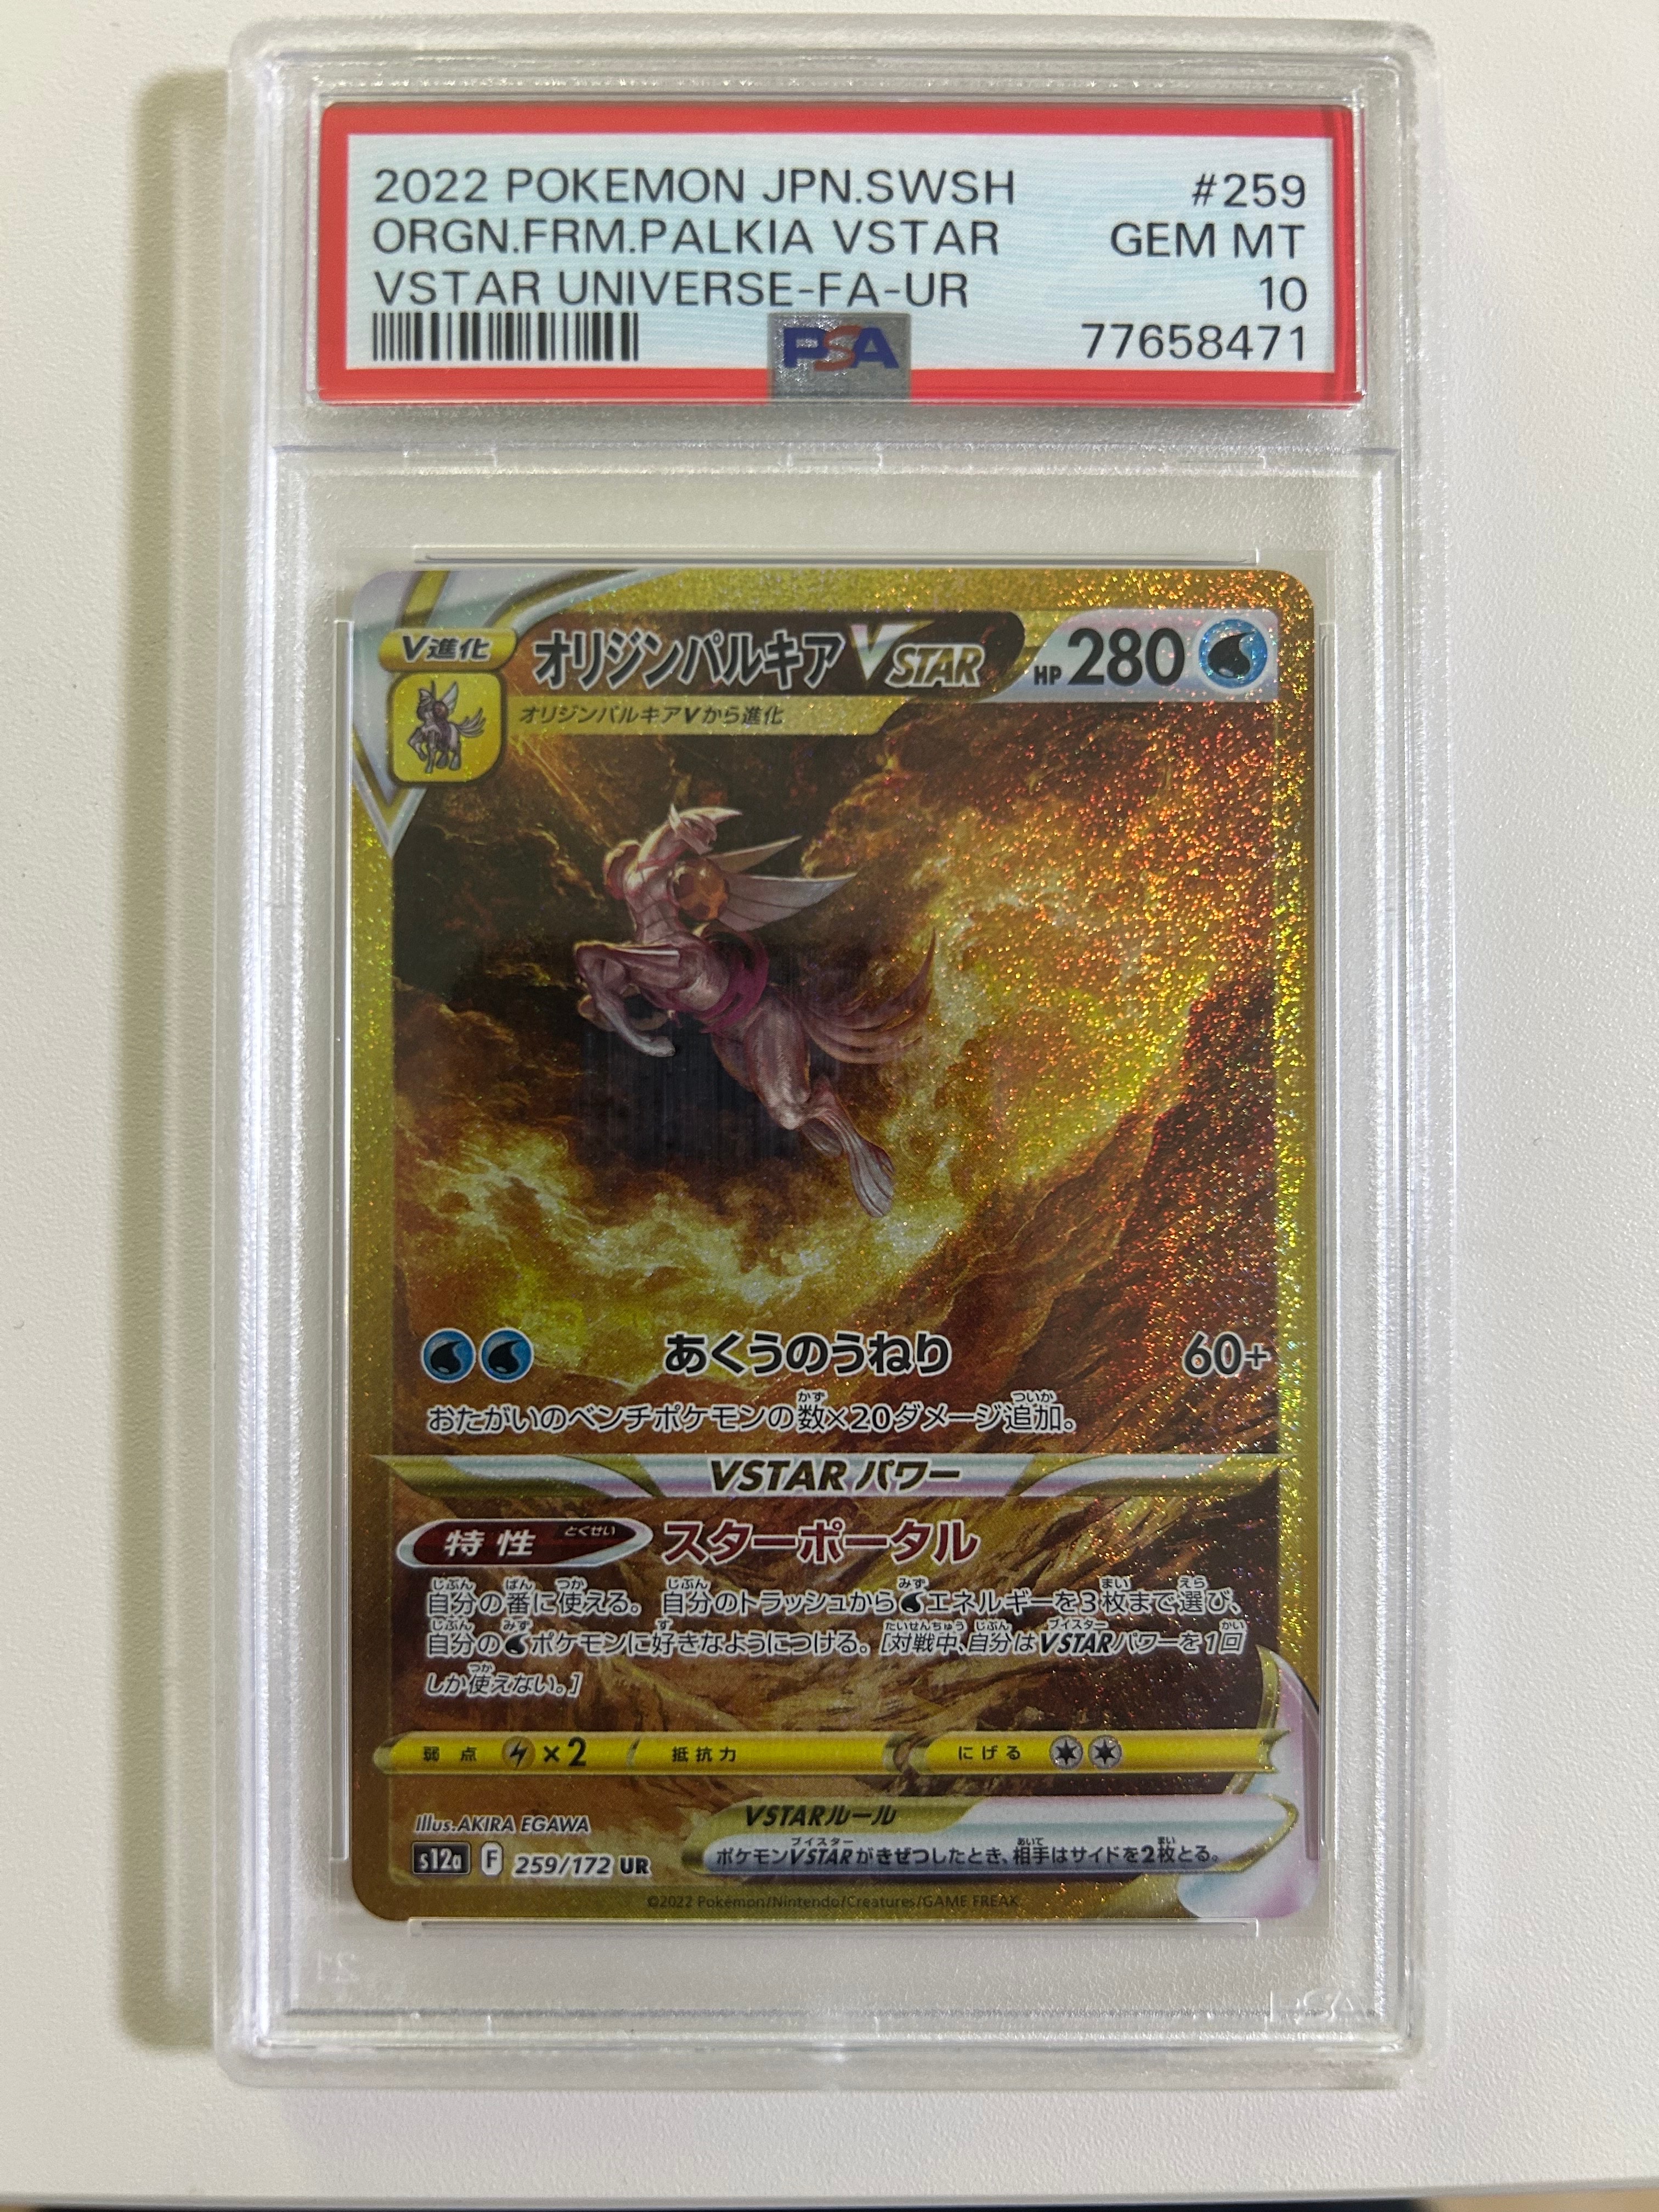 2022 POKEMON JPN.SWSH #259
ORGN.FRM.PALKIA VSTAR GEM MT
VSTAR UNIVERSE-FA-UR 10
PSA 77658471
V進化 オリジンパルキアVSTAR HP 280
オリジンパルキアVから進化
あくうのうねり 60+
おたがいのベンチポケモンの数×20ダメージ追加。
VSTARパワー
特性 スターポータル
自分の番に使える。自分のトラッシュからエネルギーを3枚まで選び、
自分のポケモンに好きなようにつける。[対戦中、自分はVSTARパワーを1回
しか使えない。]
弱点 ×2 抵抗力 にげる
Illus.AKIRA EGAWA VSTARルール
s12a F 259/172 UR ポケモンVSTARがきぜつしたとき、相手はサイドを2枚とる。
©2022 Pokémon/Nintendo/Creatures/GAME FREAK.